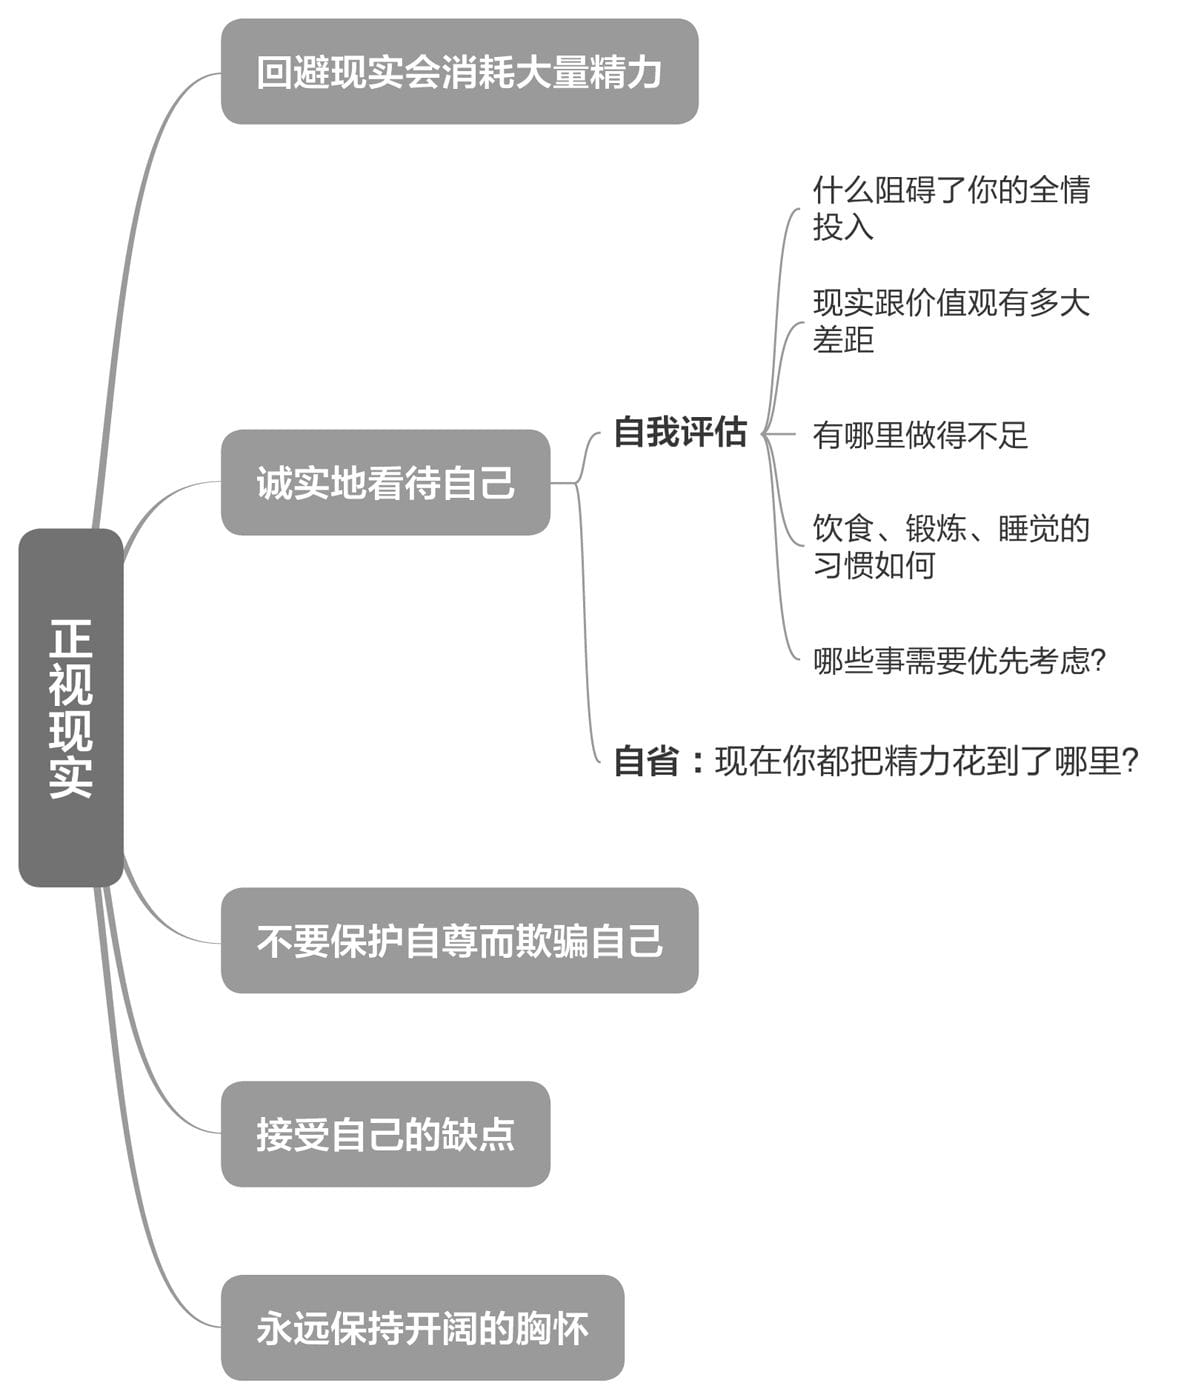 正视现实
回避现实会消耗大量精力
诚实地看待自己
自我评估
什么阻碍了你的全情
投入
现实跟价值观有多大
差距
有哪里做得不足
饮食、锻炼、睡觉的
习惯如何
哪些事需要优先考虑?
自省：现在你都把精力花到了哪里?
不要保护自尊而欺骗自己
接受自己的缺点
永远保持开阔的胸怀